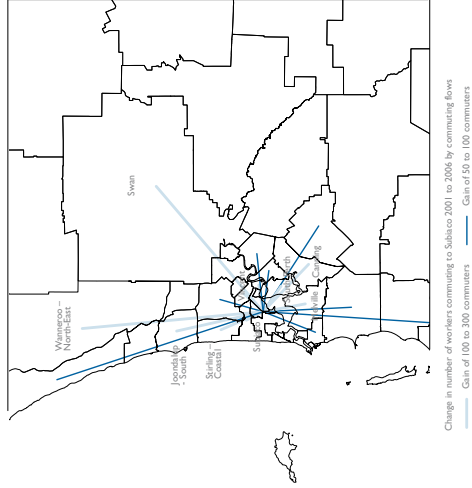 Swan
Wanneroo –
North-East
Joondalup
- South
Stirling –
Coastal
Canning
Change in number of workers commuting to Subiaco 2001 to 2006 by commuting flows
Gain of 100 to 300 commuters
Gain of 50 to 100 commuters